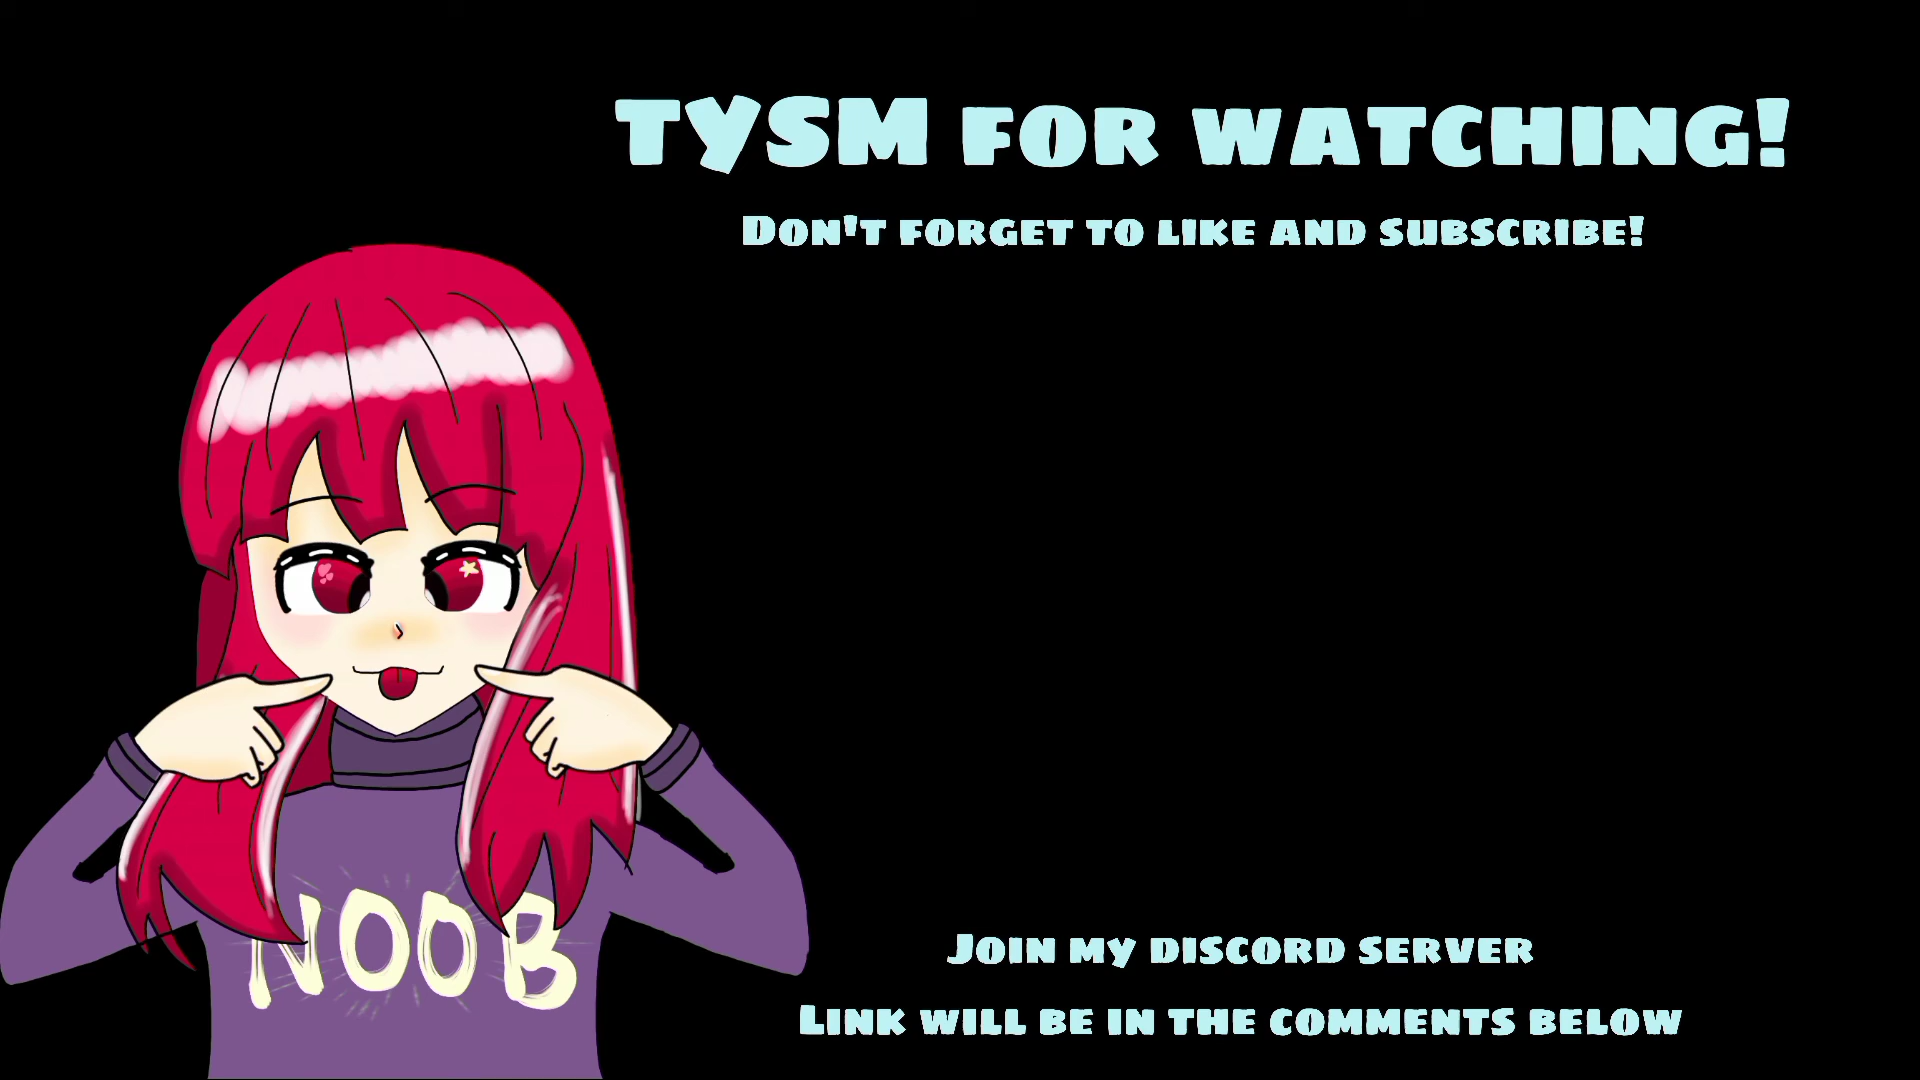 TYSM FOR WATCHING!
DON'T FORGET TO LIKE AND SUBSCRIBE!
NOOB
JOIN MY DISCORD SERVER
LINK WILL BE IN THE COMMENTS BELOW